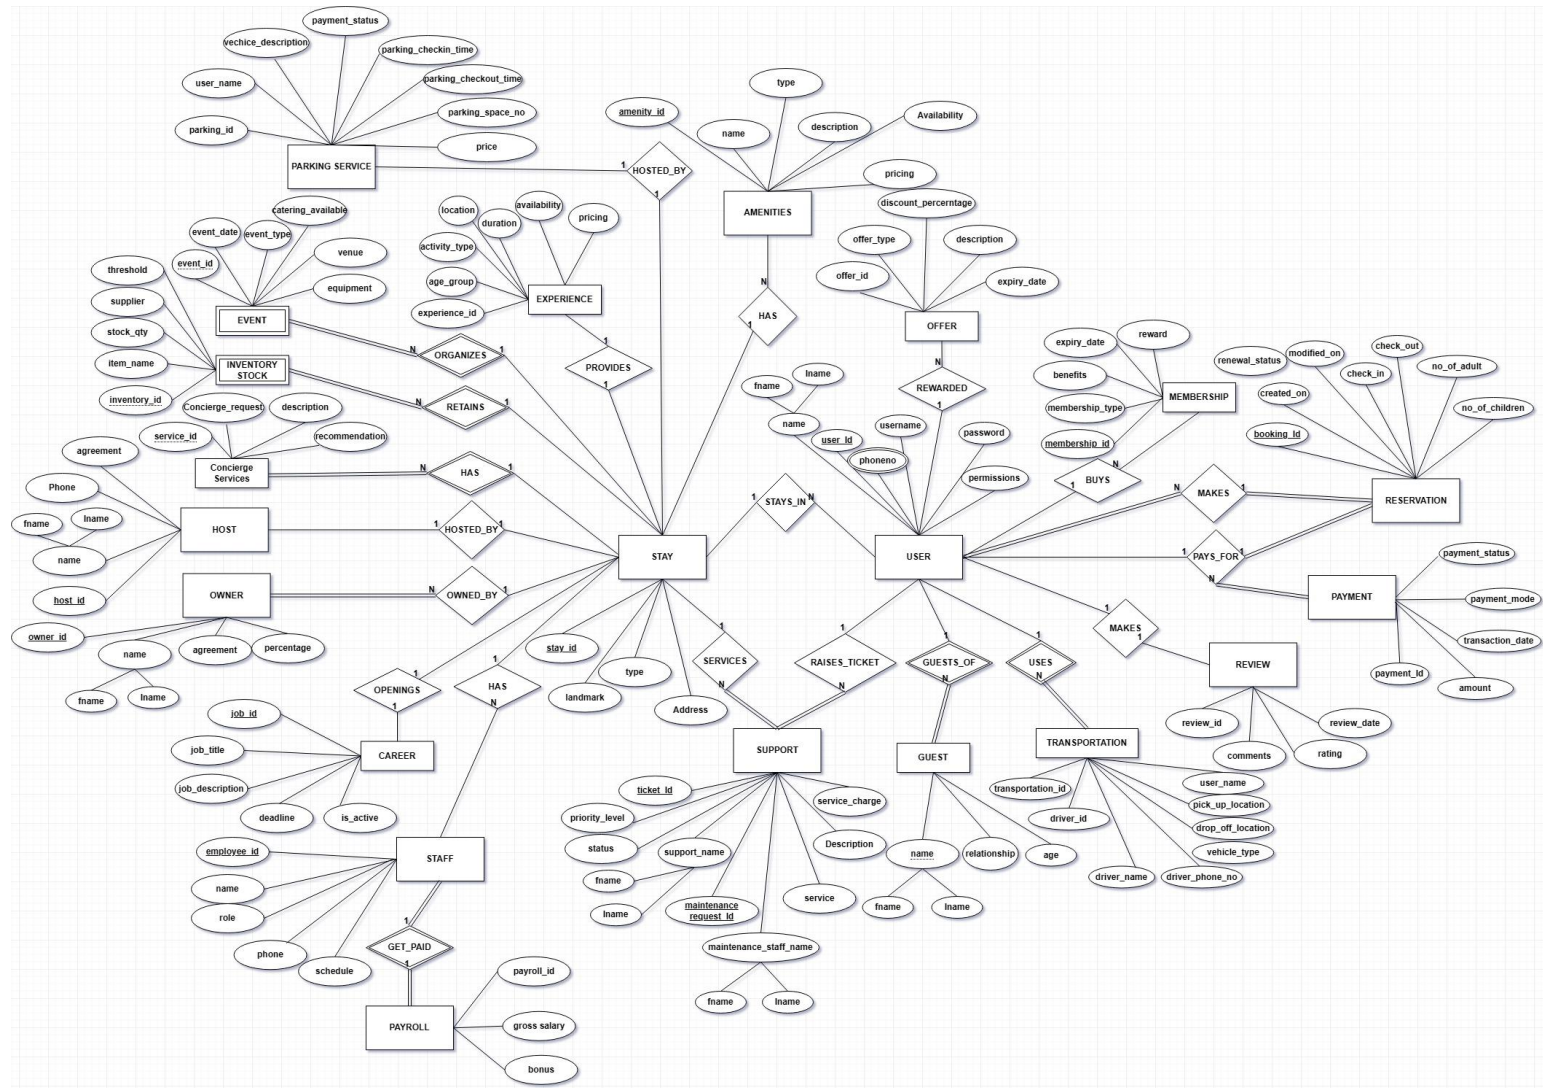 payment_status
vechice_description
parking_checkin_time
user_name
parking_checkout_time
parking_space_no
parking_id
price
PARKING SERVICE
1
HOSTED_BY
1
type
amenity_id
name
description
Availability
pricing
AMENITIES
N
HAS
1
discount_percerntage
offer_type
description
offer_id
expiry_date
OFFER
N
REWARDED
1
catering_available
event_date
event_type
event_id
venue
equipment
EVENT
N
ORGANIZES
1
location
availability
duration
pricing
activity_type
age_group
experience_id
EXPERIENCE
1
PROVIDES
1
threshold
supplier
stock_qty
item_name
inventory_id
INVENTORY
STOCK
N
RETAINS
1
Concierge_request
description
service_id
recommendation
Concierge
Services
N
HAS
1
agreement
Phone
fname
lname
name
host_id
HOST
1
HOSTED_BY
1
OWNER
N
OWNED_BY
1
owner_id
name
agreement
percentage
fname
lname
STAY
1
STAYS_IN
N
stay_id
type
landmark
Address
fname
lname
name
user_Id
username
phoneno
password
permissions
USER
expiry_date
reward
benefits
membership_type
membership_id
MEMBERSHIP
N
BUYS
1
renewal_status
modified_on
check_out
check_in
no_of_adult
created_on
no_of_children
booking_Id
RESERVATION
N
MAKES
1
1
PAYS_FOR
1
N
PAYMENT
payment_status
payment_mode
transaction_date
payment_Id
amount
1
MAKES
1
REVIEW
review_id
review_date
comments
rating
1
OPENINGS
1
job_id
job_title
job_description
deadline
is_active
CAREER
1
HAS
N
STAFF
employee_id
name
role
phone
schedule
1
GET_PAID
1
PAYROLL
payroll_id
gross salary
bonus
1
SERVICES
N
1
RAISES_TICKET
N
SUPPORT
ticket_Id
service_charge
priority_level
status
support_name
Description
fname
lname
maintenance
request_Id
service
maintenance_staff_name
fname
lname
1
GUESTS_OF
N
GUEST
name
relationship
age
fname
lname
1
USES
N
TRANSPORTATION
transportation_id
user_name
pick_up_location
driver_id
drop_off_location
vehicle_type
driver_name
driver_phone_no